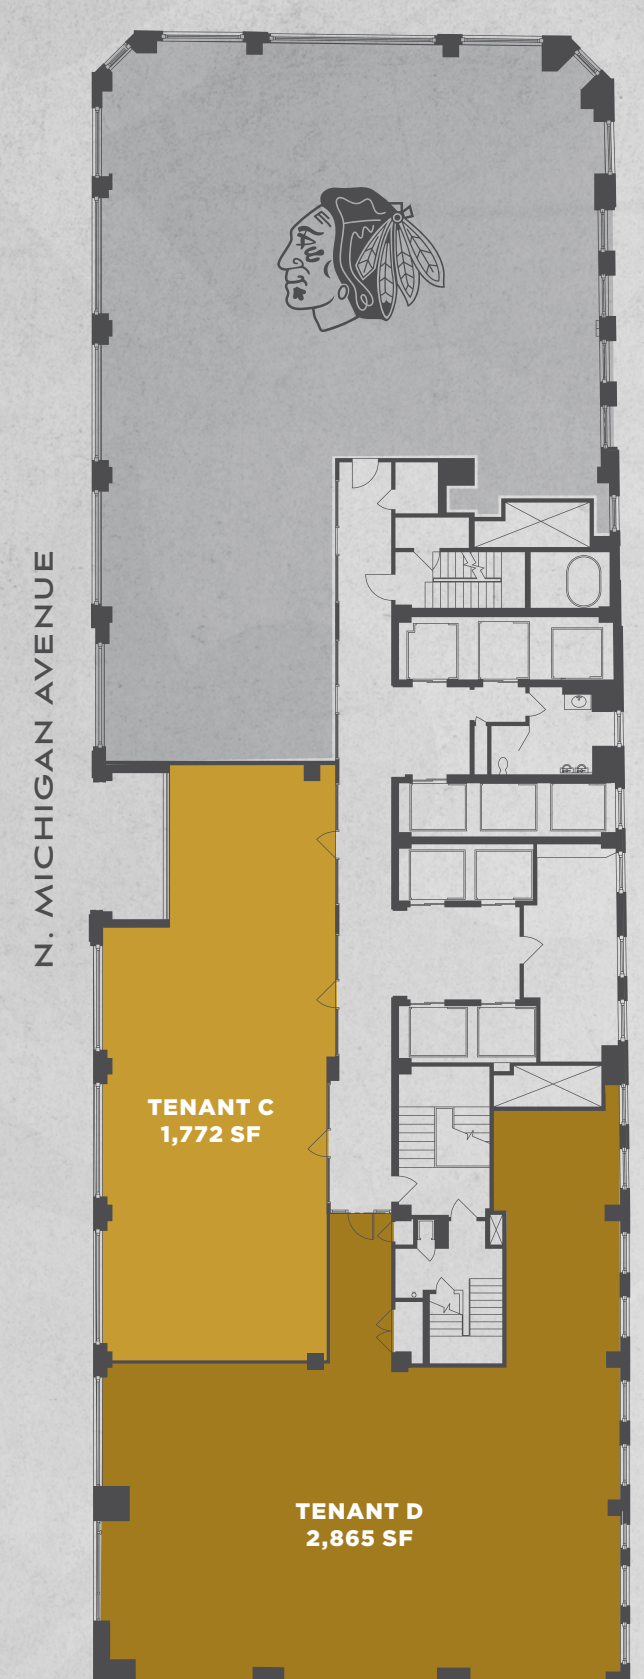 N. MICHIGAN AVENUE
TENANT C
1,772 SF
TENANT D
2,865 SF